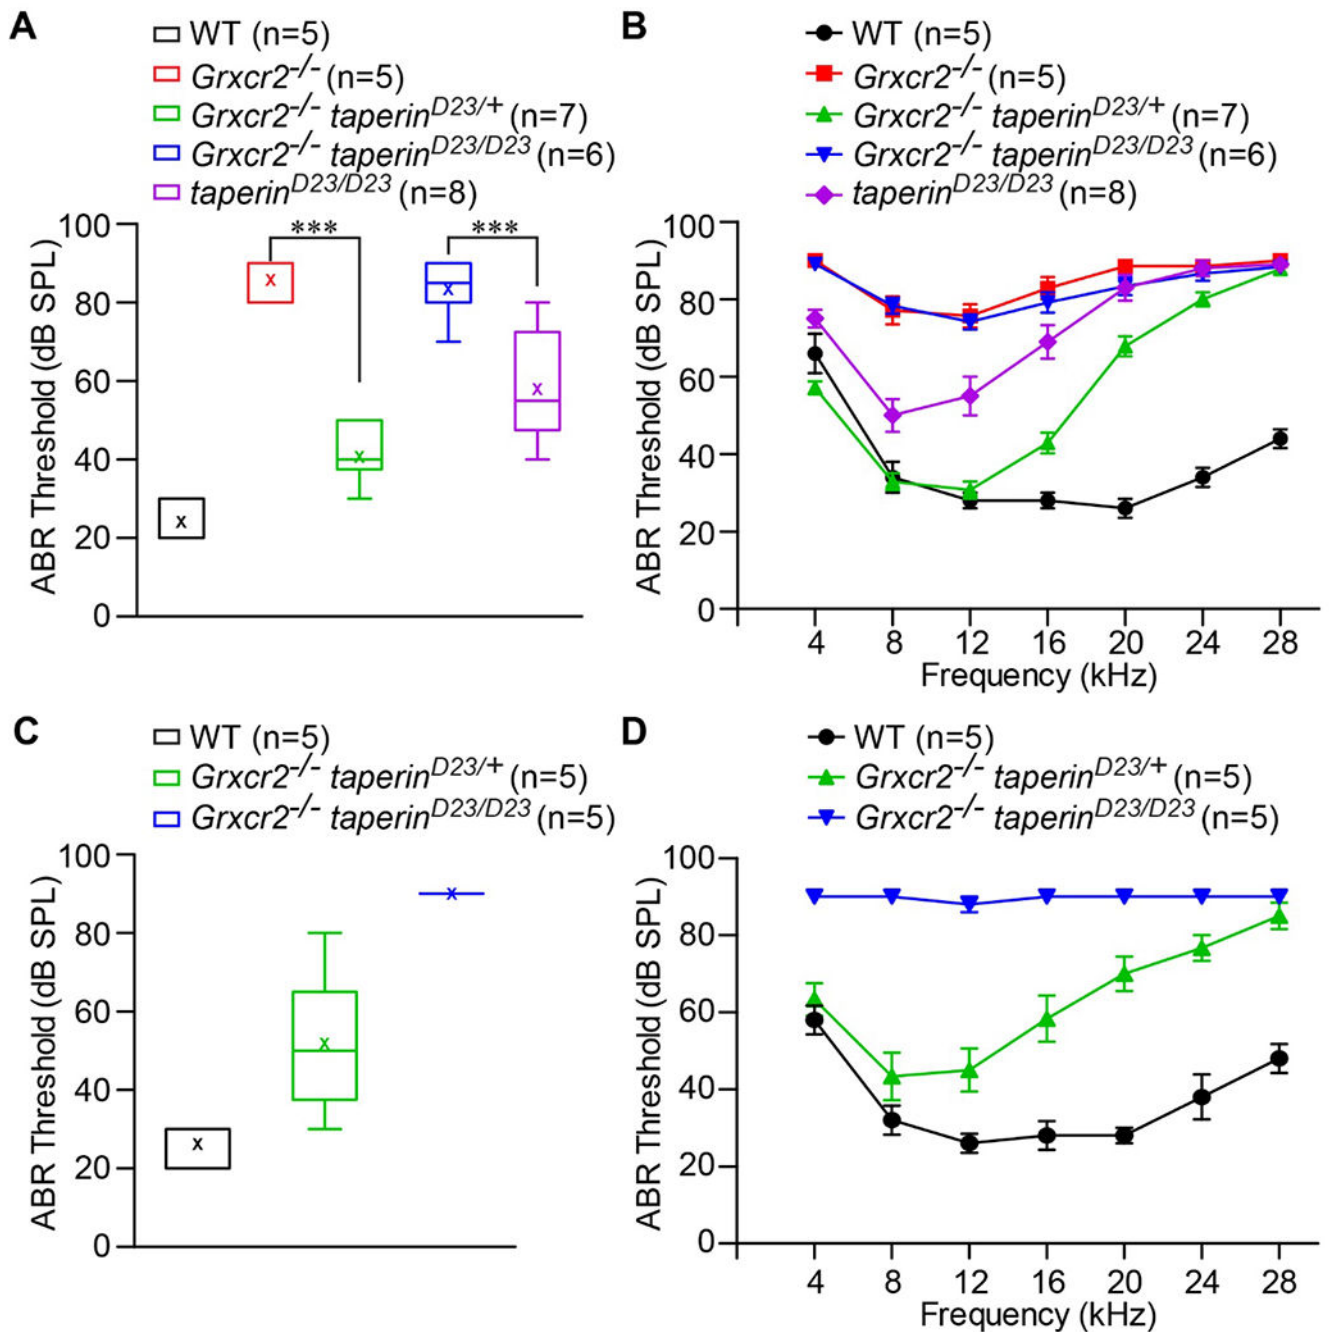 A
WT (n=5)
Grxcr2-/- (n=5)
Grxcr2-/- taperinD23/+ (n=7)
Grxcr2-/- taperinD23/D23 (n=6)
taperinD23/D23 (n=8)
100
80
60
40
20
0
ABR Threshold (dB SPL)
***
***
x
x
x
x
x
B
WT (n=5)
Grxcr2-/- (n=5)
Grxcr2-/- taperinD23/+ (n=7)
Grxcr2-/- taperinD23/D23 (n=6)
taperinD23/D23 (n=8)
100
80
60
40
20
0
ABR Threshold (dB SPL)
4 8 12 16 20 24 28
Frequency (kHz)
C
WT (n=5)
Grxcr2-/- taperinD23/+ (n=5)
Grxcr2-/- taperinD23/D23 (n=5)
100
80
60
40
20
0
ABR Threshold (dB SPL)
x
x
x
D
WT (n=5)
Grxcr2-/- taperinD23/+ (n=5)
Grxcr2-/- taperinD23/D23 (n=5)
100
80
60
40
20
0
ABR Threshold (dB SPL)
4 8 12 16 20 24 28
Frequency (kHz)